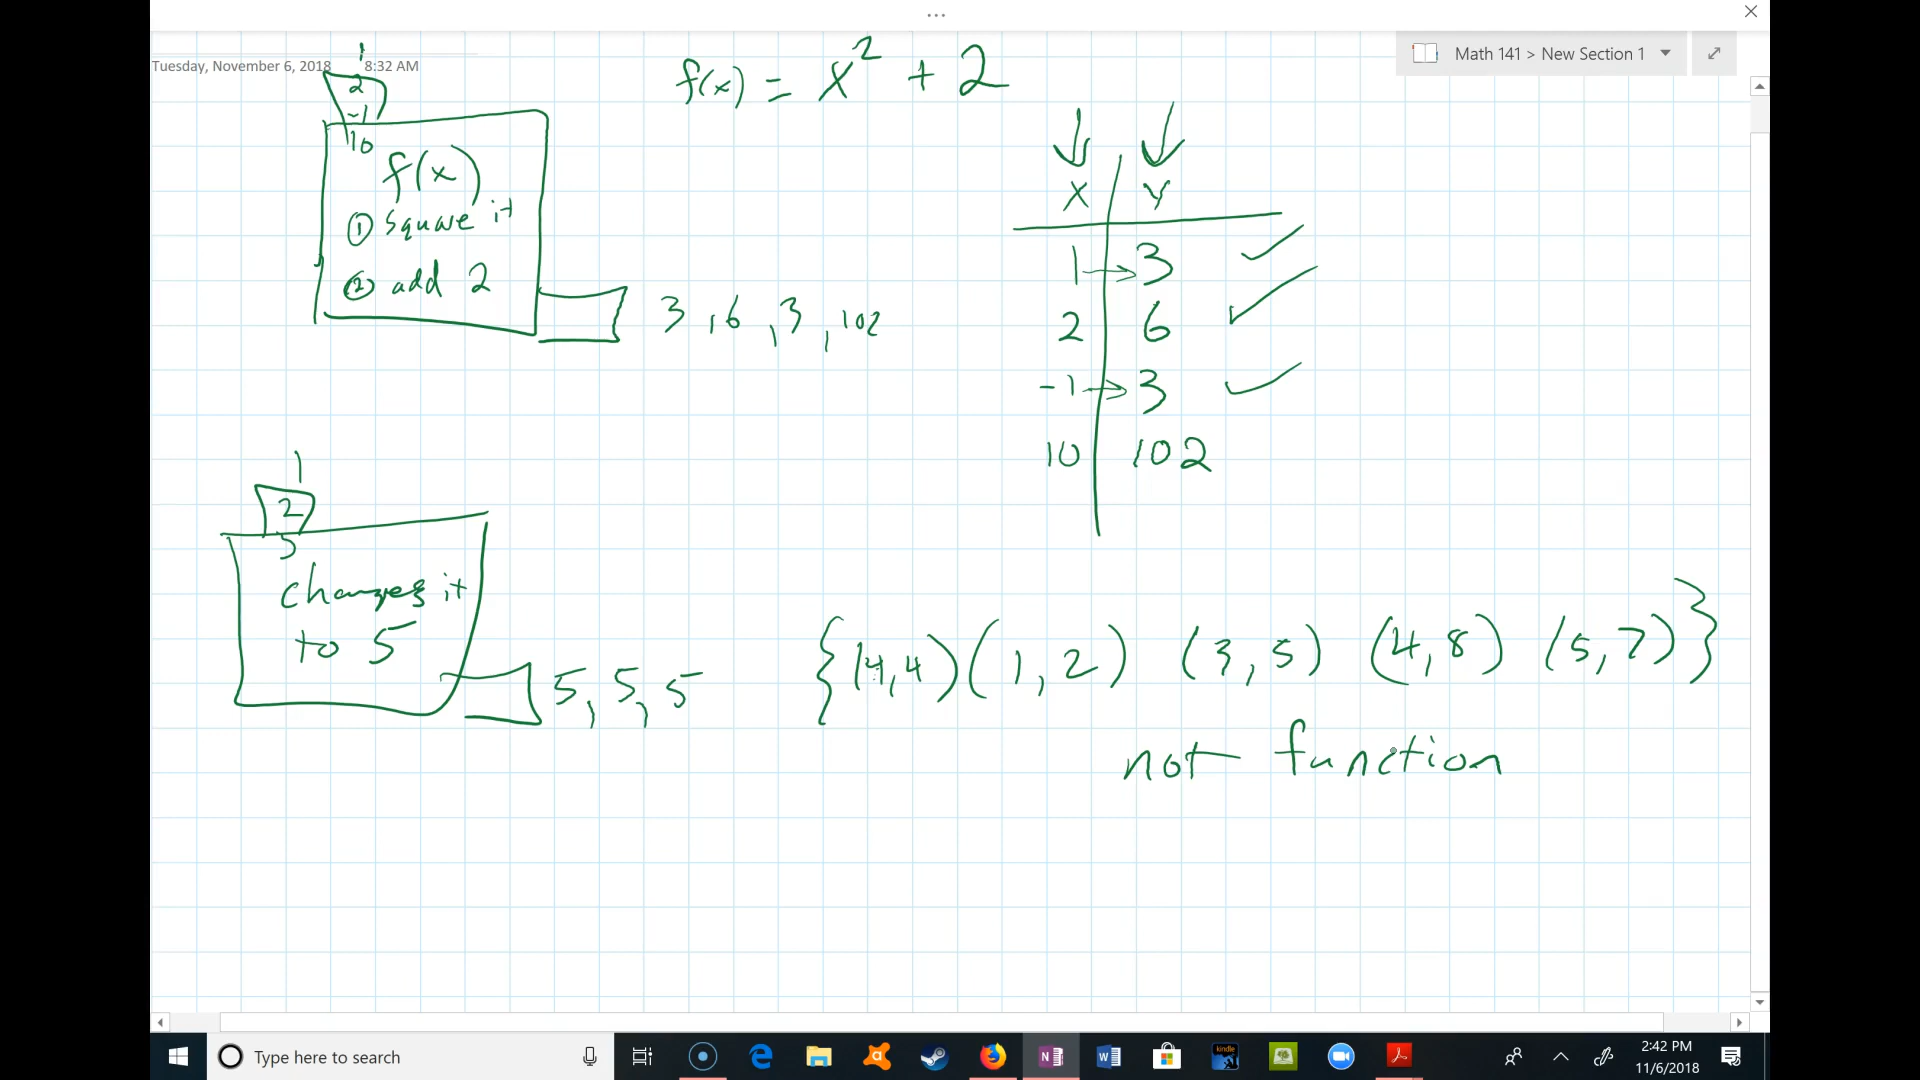 ...
Tuesday, November 6, 2018 8:32 AM
Math 141 > New Section 1
f(x) = x² + 2
1
2
-1
10
f(x)
① square it
② add 2
3 , 6 , 3 , 102
x y
1 → 3 ✓
2 6 ✓
-1 → 3 ✓
10 102
1
2
5
changes it
to 5
5, 5, 5
(1, 2) (3, 5) (4, 8) (5, 7) }
not function
Type here to search
kindle
2:42 PM
11/6/2018